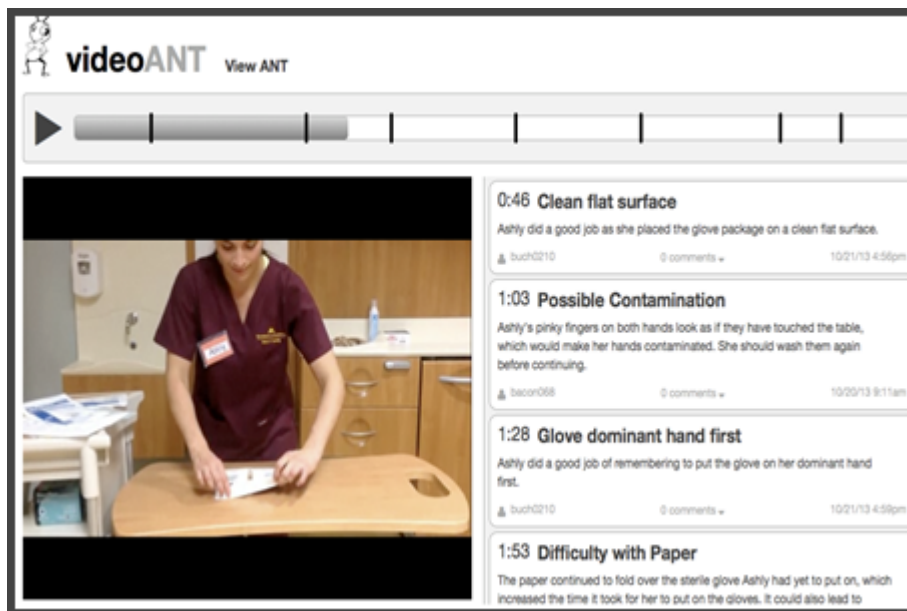 videoANT View ANT
0:46 Clean flat surface
Ashly did a good job as she placed the glove package on a clean flat surface.
buch0210 0 comments 10/21/13 4:56pm
1:03 Possible Contamination
Ashly's pinky fingers on both hands look as if they have touched the table,
which would make her hands contaminated. She should wash them again
before continuing.
bacon068 0 comments 10/20/13 9:11am
1:28 Glove dominant hand first
Ashly did a good job of remembering to put the glove on her dominant hand
first.
buch0210 0 comments 10/21/13 4:59pm
1:53 Difficulty with Paper
The paper continued to fold over the sterile glove Ashly had yet to put on, which
increased the time it took for her to put on the gloves. It could also lead to